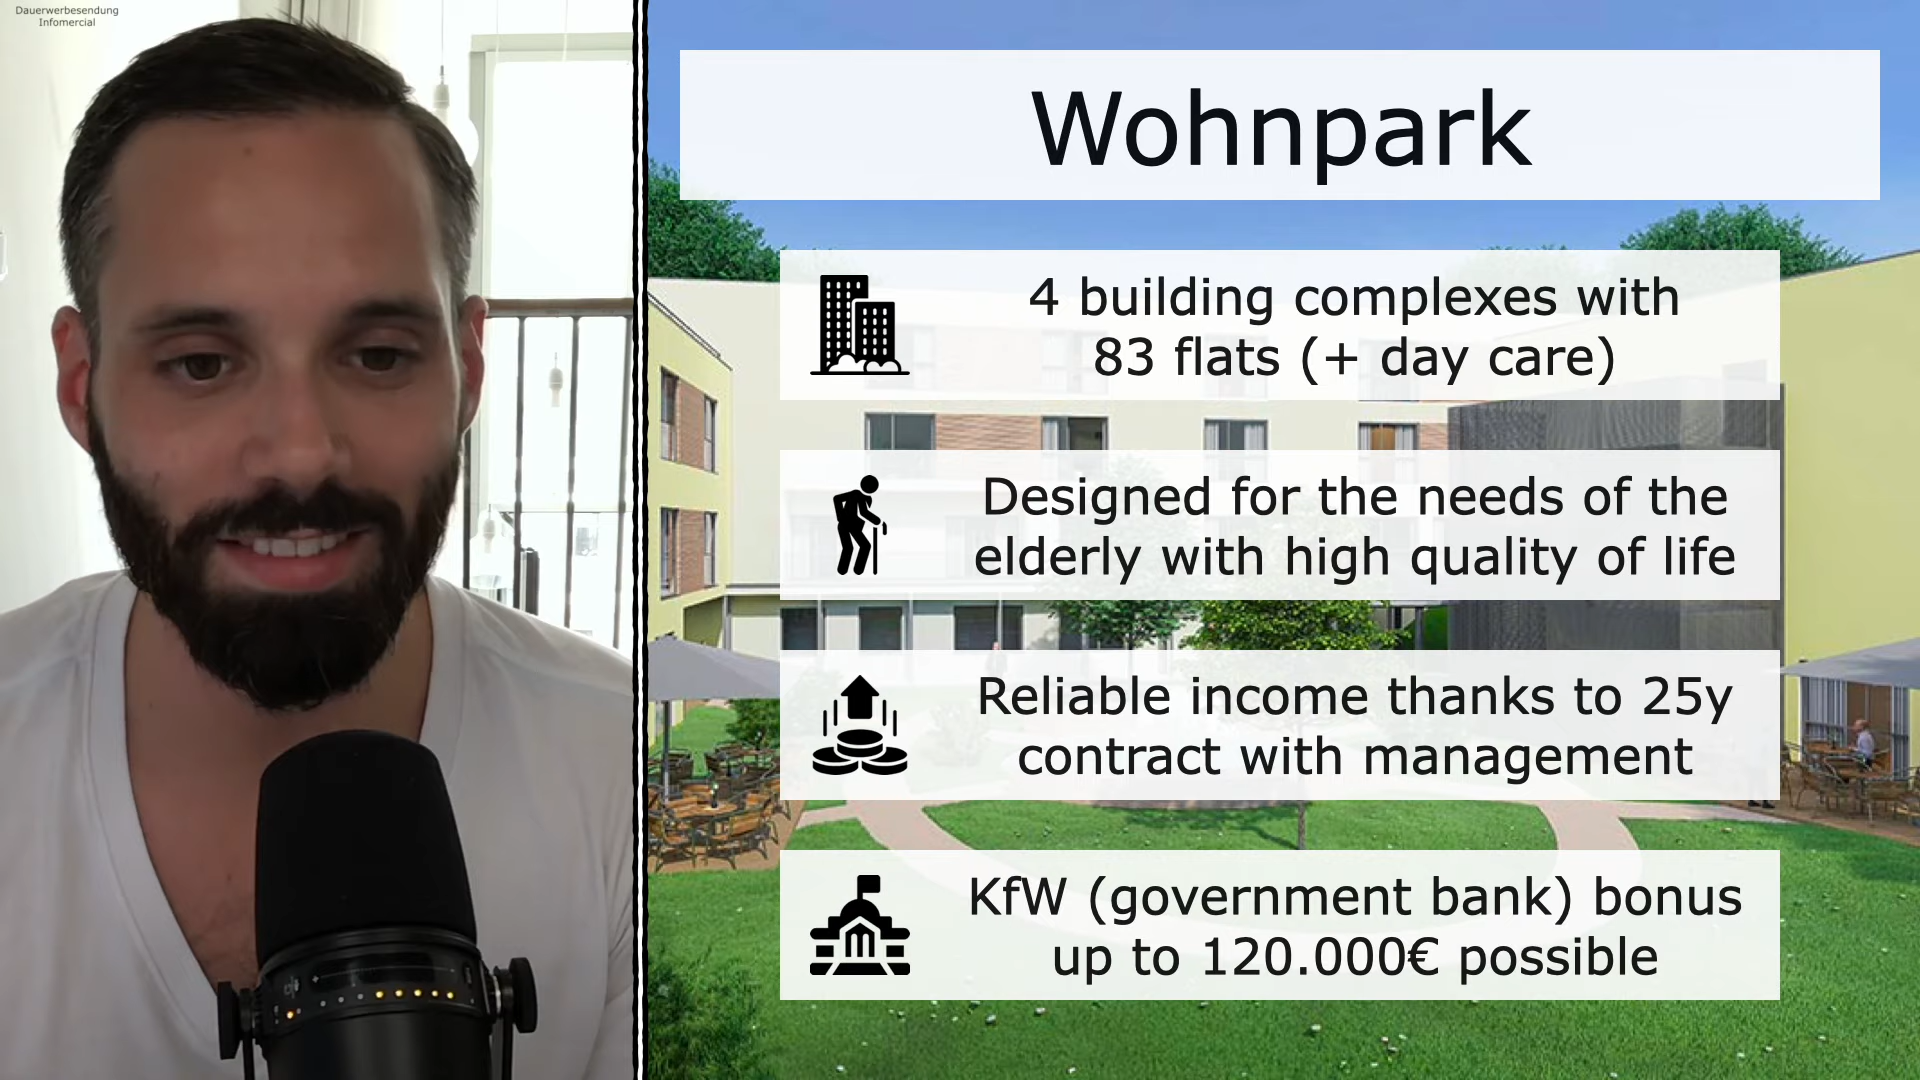 Dauerwerbesendung
Infomercial
Wohnpark
4 building complexes with
83 flats (+ day care)
Designed for the needs of the
elderly with high quality of life
Reliable income thanks to 25y
contract with management
KfW (government bank) bonus
up to 120.000€ possible